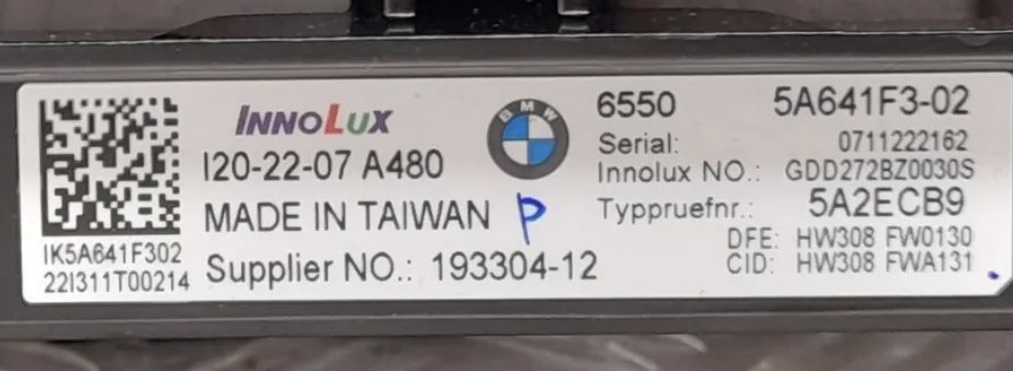 INNOLUX
I20-22-07 A480
MADE IN TAIWAN P
Supplier NO.: 193304-12
IK5A641F302
22I311T00214
BMW
6550 5A641F3-02
Serial: 0711222162
Innolux NO.: GDD272BZ0030S
Typpruefnr.: 5A2ECB9
DFE: HW308 FW0130
CID: HW308 FWA131